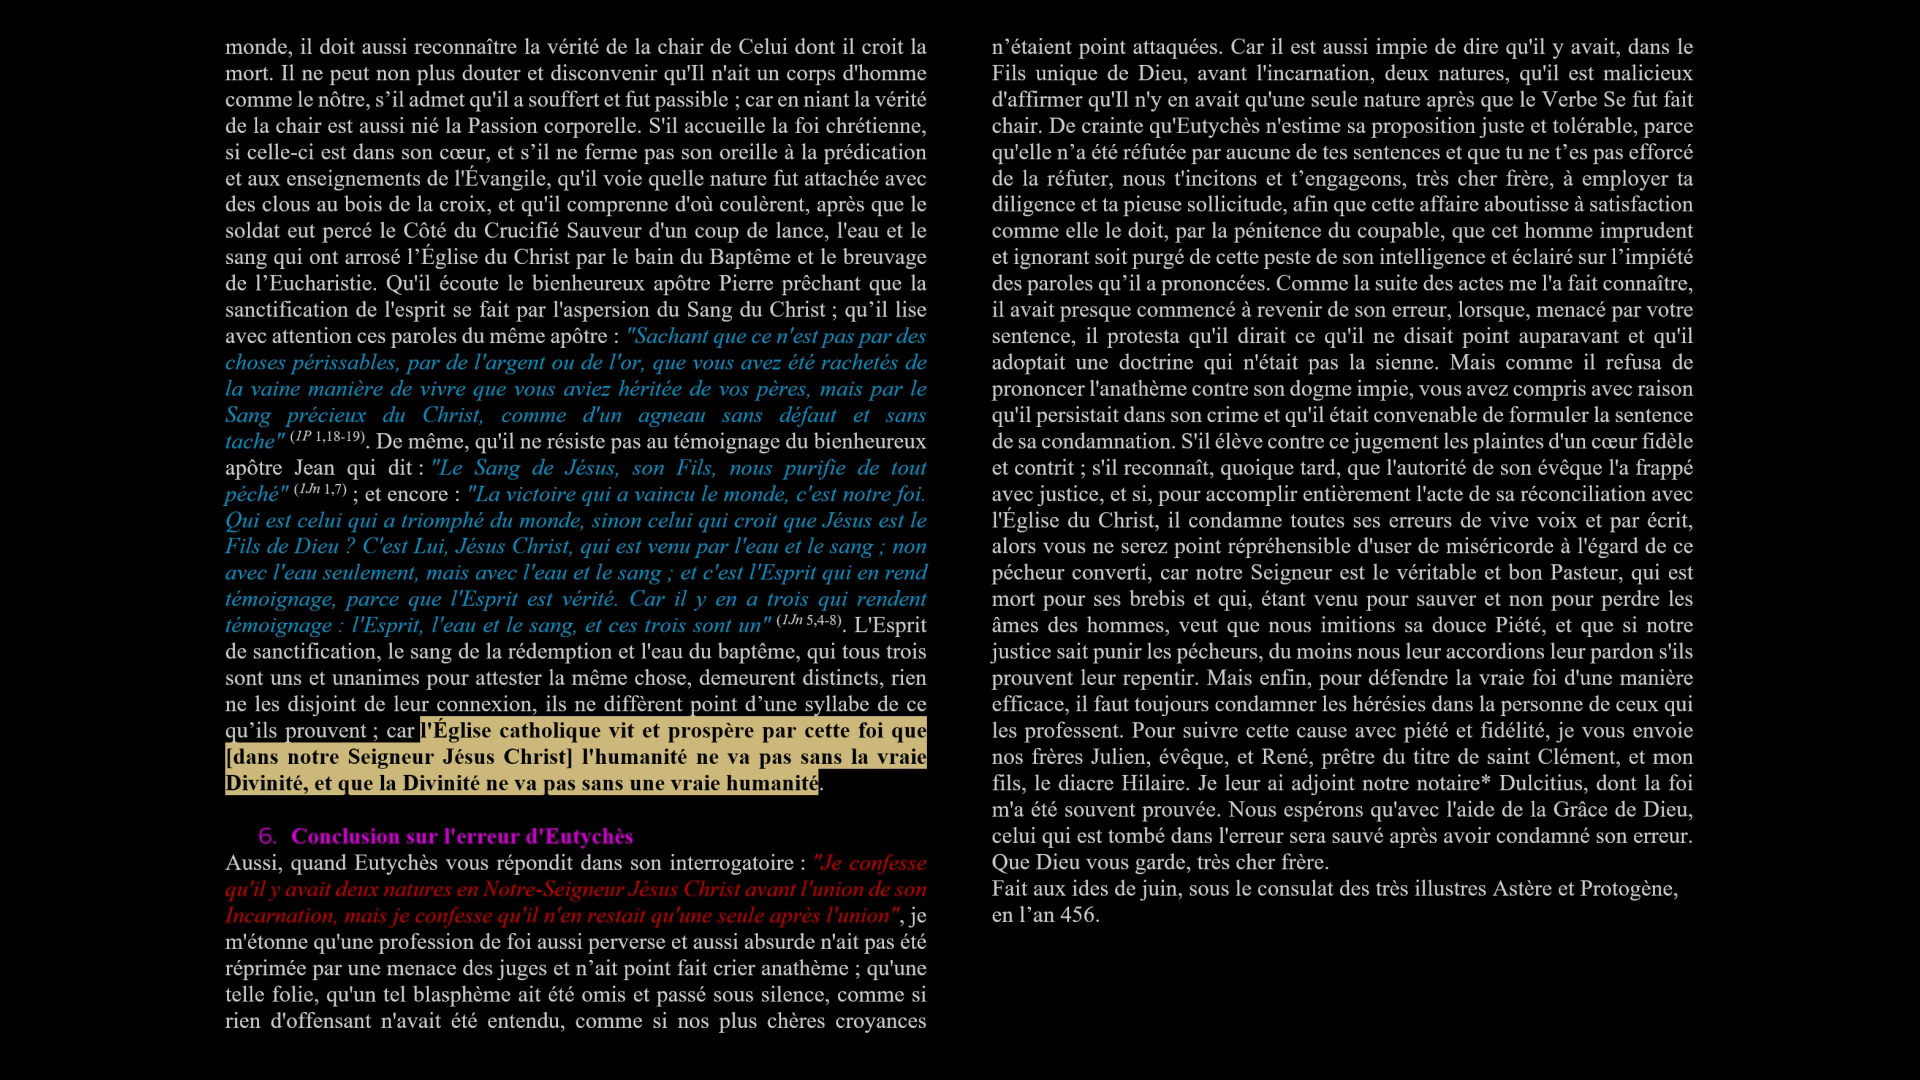 monde, il doit aussi reconnaître la vérité de la chair de Celui dont il croit la
mort. Il ne peut non plus douter et disconvenir qu'Il n'ait un corps d'homme
comme le nôtre, s’il admet qu'il a souffert et fut passible ; car en niant la vérité
de la chair est aussi nié la Passion corporelle. S'il accueille la foi chrétienne,
si celle-ci est dans son cœur, et s’il ne ferme pas son oreille à la prédication
et aux enseignements de l'Évangile, qu'il voie quelle nature fut attachée avec
des clous au bois de la croix, et qu'il comprenne d'où coulèrent, après que le
soldat eut percé le Côté du Crucifié Sauveur d'un coup de lance, l'eau et le
sang qui ont arrosé l’Église du Christ par le bain du Baptême et le breuvage
de l’Eucharistie. Qu'il écoute le bienheureux apôtre Pierre prêchant que la
sanctification de l'esprit se fait par l'aspersion du Sang du Christ ; qu’il lise
avec attention ces paroles du même apôtre : "Sachant que ce n'est pas par des
choses périssables, par de l'argent ou de l'or, que vous avez été rachetés de
la vaine manière de vivre que vous aviez héritée de vos pères, mais par le
Sang précieux du Christ, comme d'un agneau sans défaut et sans
tache" (1P 1,18-19). De même, qu'il ne résiste pas au témoignage du bienheureux
apôtre Jean qui dit : "Le Sang de Jésus, son Fils, nous purifie de tout
péché" (1Jn 1,7) ; et encore : "La victoire qui a vaincu le monde, c'est notre foi.
Qui est celui qui a triomphé du monde, sinon celui qui croit que Jésus est le
Fils de Dieu ? C'est Lui, Jésus Christ, qui est venu par l'eau et le sang ; non
avec l'eau seulement, mais avec l'eau et le sang ; et c'est l'Esprit qui en rend
témoignage, parce que l'Esprit est vérité. Car il y en a trois qui rendent
témoignage : l'Esprit, l'eau et le sang, et ces trois sont un" (1Jn 5,4-8). L'Esprit
de sanctification, le sang de la rédemption et l'eau du baptême, qui tous trois
sont uns et unanimes pour attester la même chose, demeurent distincts, rien
ne les disjoint de leur connexion, ils ne diffèrent point d’une syllabe de ce
qu’ils prouvent ; car l'Église catholique vit et prospère par cette foi que
[dans notre Seigneur Jésus Christ] l'humanité ne va pas sans la vraie
Divinité, et que la Divinité ne va pas sans une vraie humanité.
6. Conclusion sur l'erreur d'Eutychès
Aussi, quand Eutychès vous répondit dans son interrogatoire : "Je confesse
qu'il y avait deux natures en Notre-Seigneur Jésus Christ avant l'union de son
Incarnation, mais je confesse qu'il n'en restait qu'une seule après l'union", je
m'étonne qu'une profession de foi aussi perverse et aussi absurde n'ait pas été
réprimée par une menace des juges et n’ait point fait crier anathème ; qu'une
telle folie, qu'un tel blasphème ait été omis et passé sous silence, comme si
rien d'offensant n'avait été entendu, comme si nos plus chères croyances
n’étaient point attaquées. Car il est aussi impie de dire qu'il y avait, dans le
Fils unique de Dieu, avant l'incarnation, deux natures, qu'il est malicieux
d'affirmer qu'Il n'y en avait qu'une seule nature après que le Verbe Se fut fait
chair. De crainte qu'Eutychès n'estime sa proposition juste et tolérable, parce
qu'elle n’a été réfutée par aucune de tes sentences et que tu ne t’es pas efforcé
de la réfuter, nous t'incitons et t’engageons, très cher frère, à employer ta
diligence et ta pieuse sollicitude, afin que cette affaire aboutisse à satisfaction
comme elle le doit, par la pénitence du coupable, que cet homme imprudent
et ignorant soit purgé de cette peste de son intelligence et éclairé sur l’impiété
des paroles qu’il a prononcées. Comme la suite des actes me l'a fait connaître,
il avait presque commencé à revenir de son erreur, lorsque, menacé par votre
sentence, il protesta qu'il dirait ce qu'il ne disait point auparavant et qu'il
adoptait une doctrine qui n'était pas la sienne. Mais comme il refusa de
prononcer l'anathème contre son dogme impie, vous avez compris avec raison
qu'il persistait dans son crime et qu'il était convenable de formuler la sentence
de sa condamnation. S'il élève contre ce jugement les plaintes d'un cœur fidèle
et contrit ; s'il reconnaît, quoique tard, que l'autorité de son évêque l'a frappé
avec justice, et si, pour accomplir entièrement l'acte de sa réconciliation avec
l'Église du Christ, il condamne toutes ses erreurs de vive voix et par écrit,
alors vous ne serez point répréhensible d'user de miséricorde à l'égard de ce
pécheur converti, car notre Seigneur est le véritable et bon Pasteur, qui est
mort pour ses brebis et qui, étant venu pour sauver et non pour perdre les
âmes des hommes, veut que nous imitions sa douce Piété, et que si notre
justice sait punir les pécheurs, du moins nous leur accordions leur pardon s'ils
prouvent leur repentir. Mais enfin, pour défendre la vraie foi d'une manière
efficace, il faut toujours condamner les hérésies dans la personne de ceux qui
les professent. Pour suivre cette cause avec piété et fidélité, je vous envoie
nos frères Julien, évêque, et René, prêtre du titre de saint Clément, et mon
fils, le diacre Hilaire. Je leur ai adjoint notre notaire* Dulcitius, dont la foi
m'a été souvent prouvée. Nous espérons qu'avec l'aide de la Grâce de Dieu,
celui qui est tombé dans l'erreur sera sauvé après avoir condamné son erreur.
Que Dieu vous garde, très cher frère.
Fait aux ides de juin, sous le consulat des très illustres Astère et Protogène,
en l’an 456.